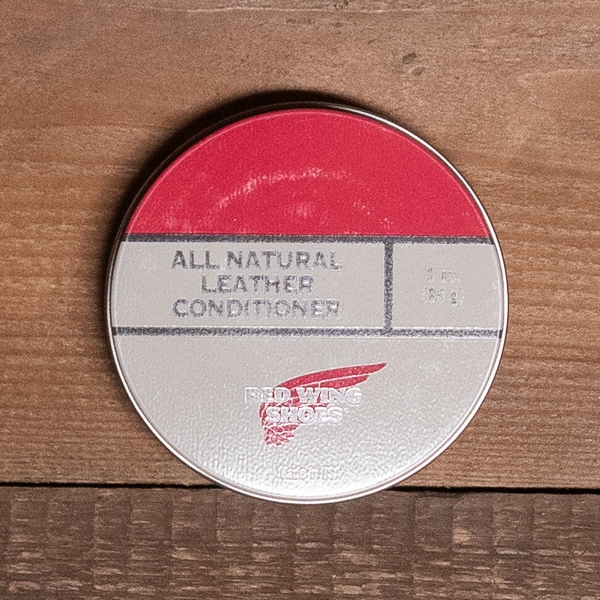 ALL NATURAL
LEATHER
CONDITIONER
RED WING
SHOES